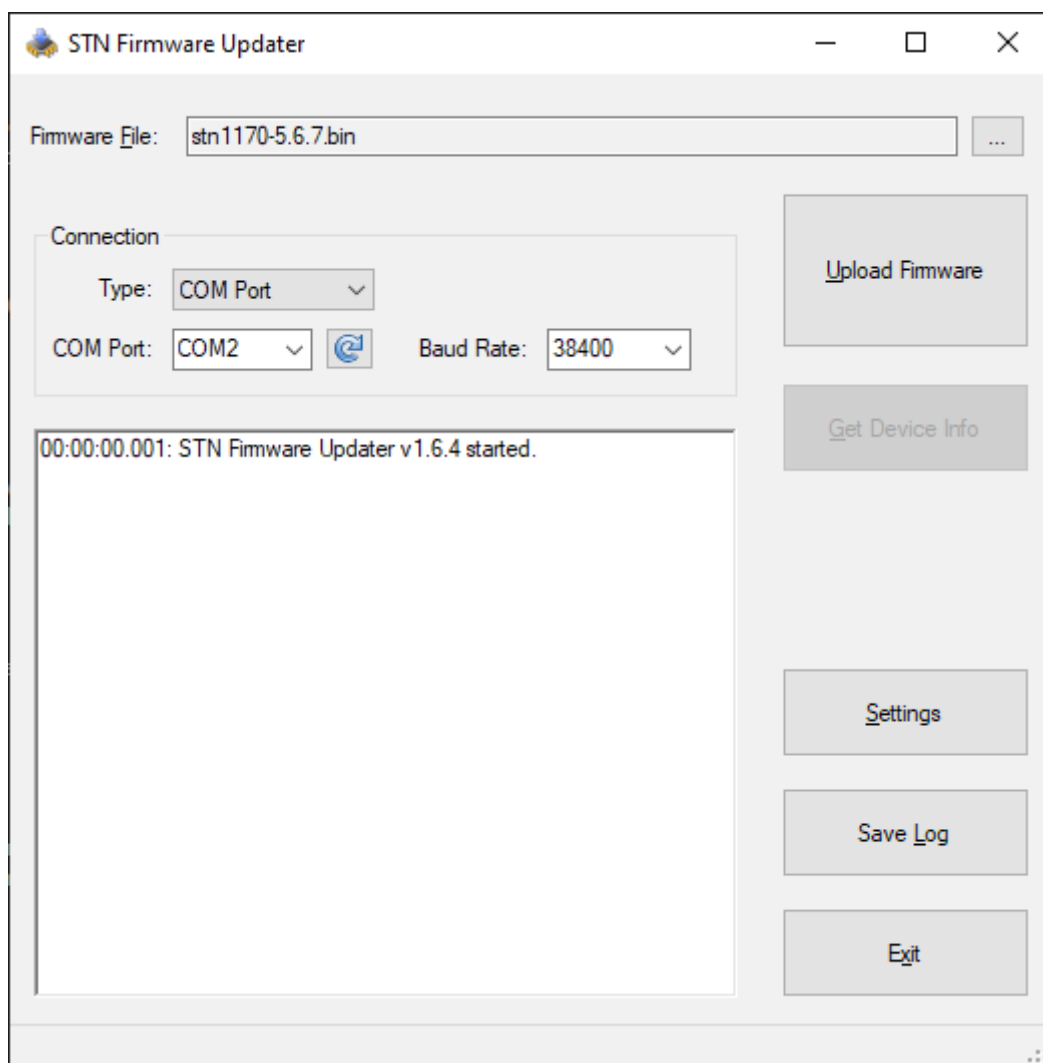 STN Firmware Updater
Firmware File: stn1170-5.6.7.bin ...
Connection
Type: COM Port
COM Port: COM2 Baud Rate: 38400
Upload Firmware
Get Device Info
00:00:00.001: STN Firmware Updater v1.6.4 started.
Settings
Save Log
Exit